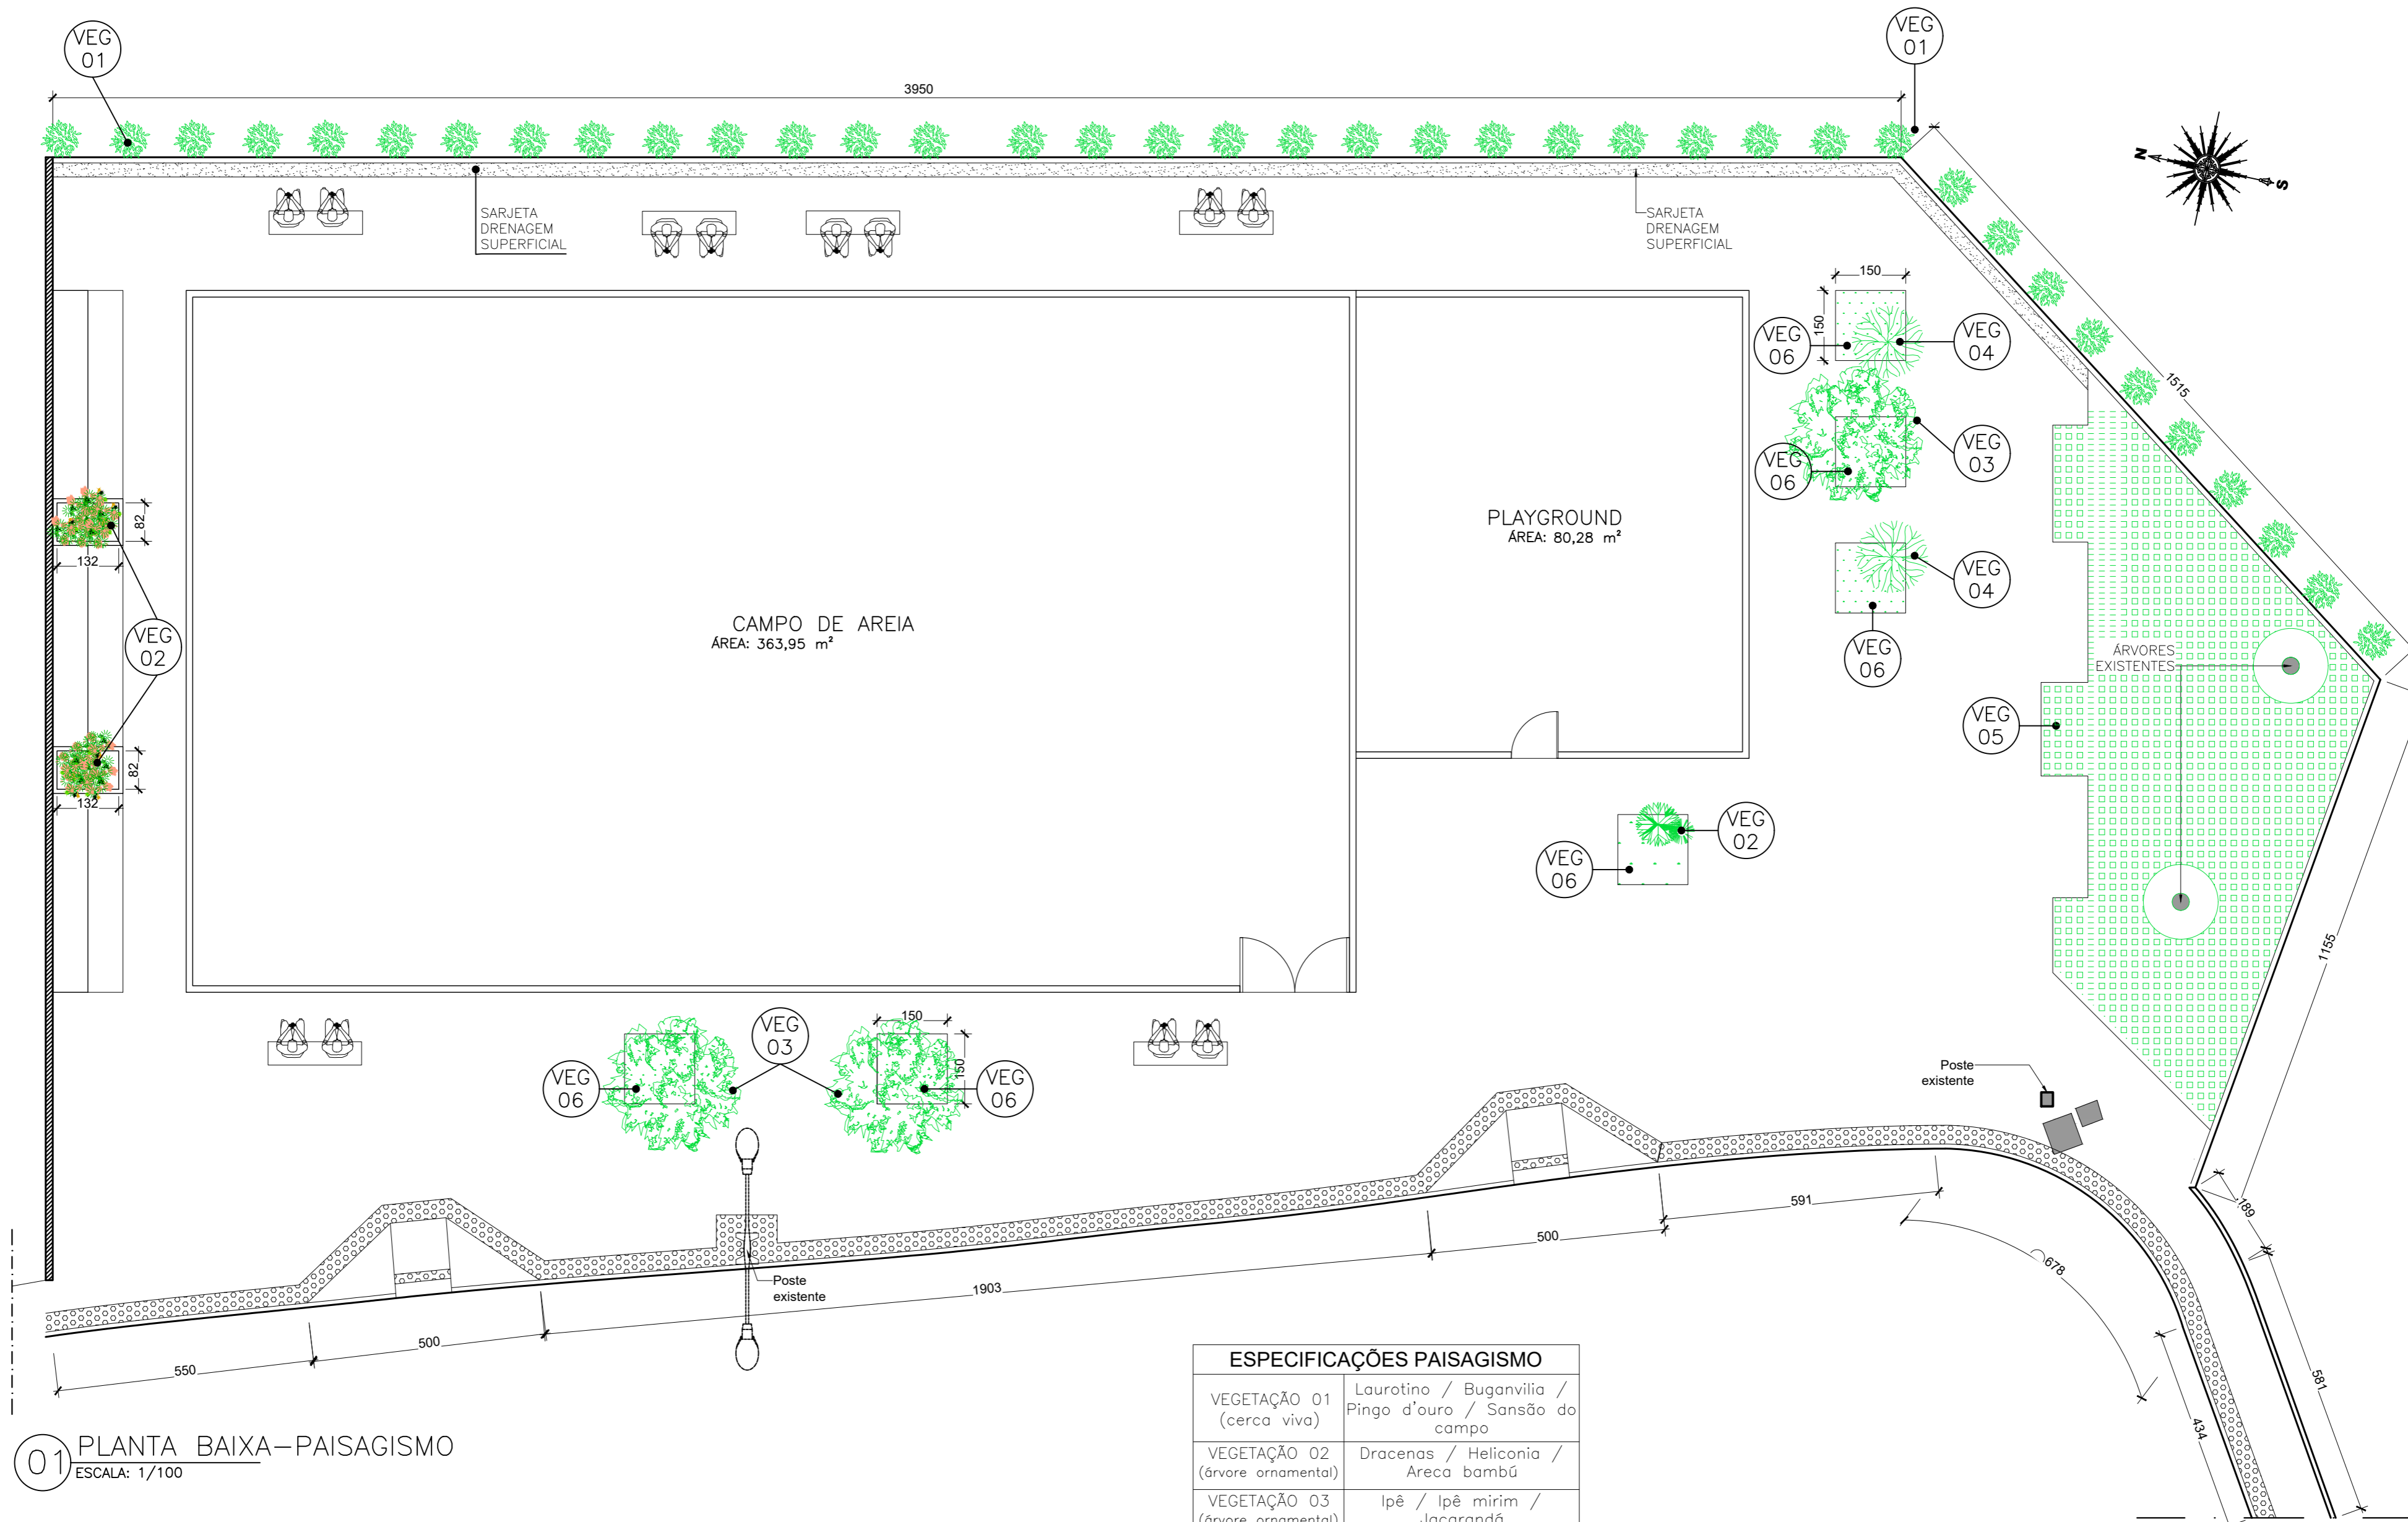 VEG
01
VEG
01
3950
N
S
SARJETA
DRENAGEM
SUPERFICIAL
SARJETA
DRENAGEM
SUPERFICIAL
150
150
VEG
06
VEG
04
1515
VEG
06
VEG
03
82
132
PLAYGROUND
ÁREA: 80,28 m²
VEG
04
VEG
02
CAMPO DE AREIA
ÁREA: 363,95 m²
VEG
06
ÁRVORES
EXISTENTES
VEG
05
82
132
VEG
02
VEG
06
1155
150
150
VEG
03
VEG
06
VEG
06
Poste
existente
189
591
500
678
1903
Poste
existente
500
550
581
434
ESPECIFICAÇÕES PAISAGISMO
VEGETAÇÃO 01
(cerca viva)
Laurotino / Buganvilia /
Pingo d'ouro / Sansão do
campo
VEGETAÇÃO 02
(árvore ornamental)
Dracenas / Heliconia /
Areca bambú
VEGETAÇÃO 03
(árvore ornamental)
Ipê / Ipê mirim /
Jacarandá
01
PLANTA BAIXA-PAISAGISMO
ESCALA: 1/100